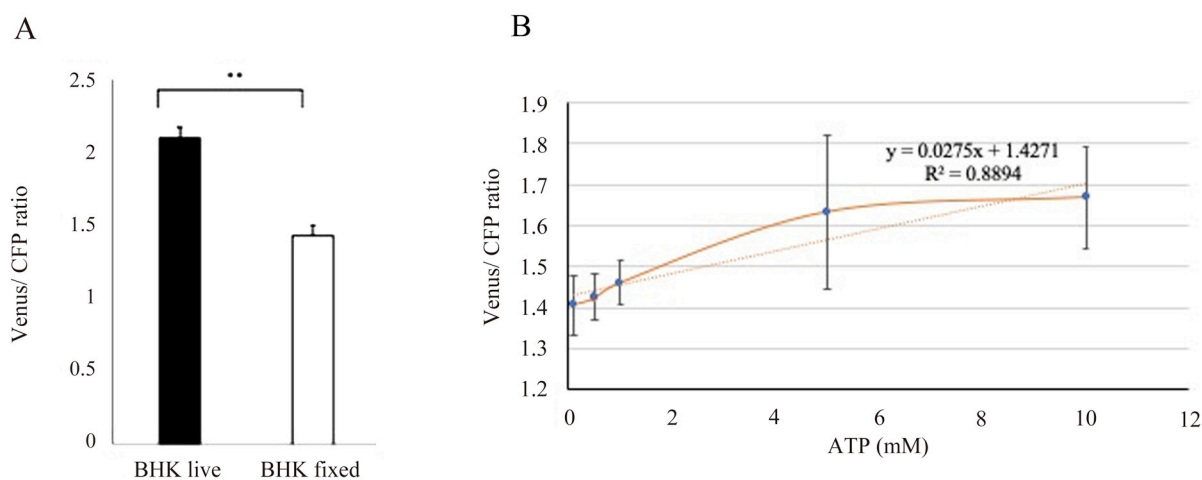 A
2.5
2
1.5
1
0.5
0
Venus/ CFP ratio
••
BHK live
BHK fixed
B
1.9
1.8
1.7
1.6
1.5
1.4
1.3
1.2
Venus/ CFP ratio
y = 0.0275x + 1.4271
R² = 0.8894
0 2 4 6 8 10 12
ATP (mM)